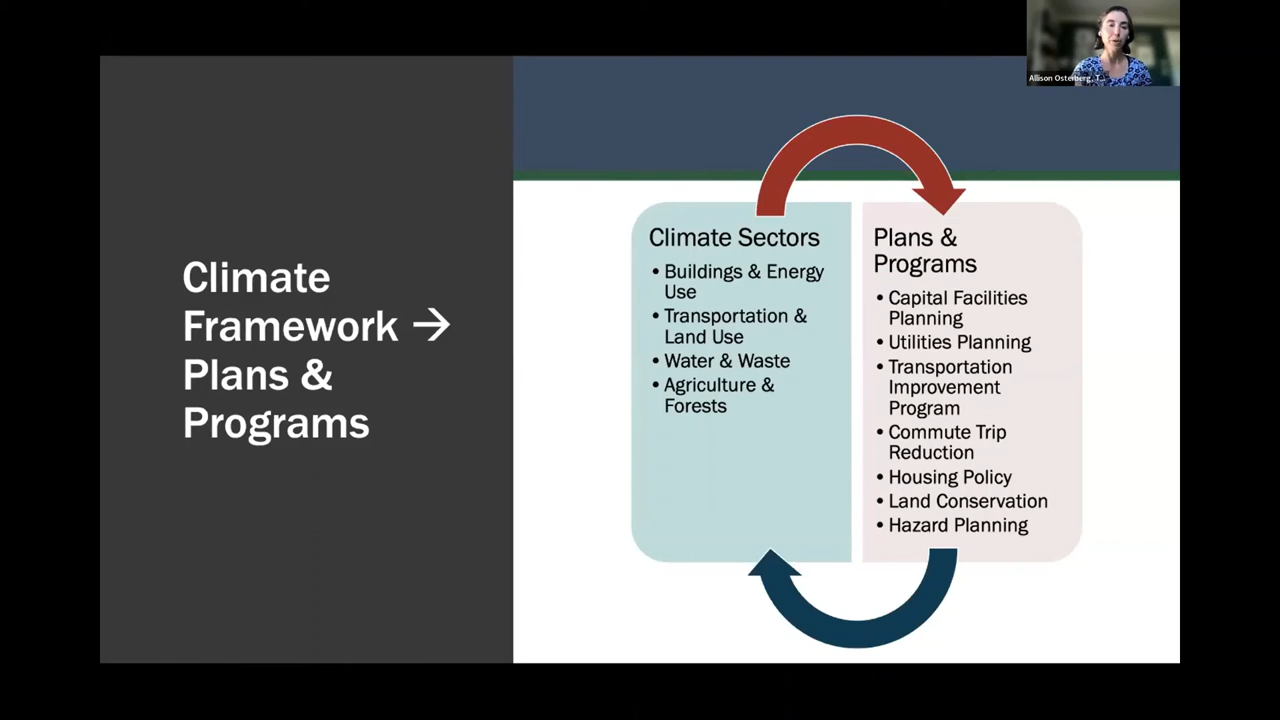 Allison Osterberg, T...
Climate
Framework →
Plans &
Programs
Climate Sectors
• Buildings & Energy
Use
• Transportation &
Land Use
• Water & Waste
• Agriculture &
Forests
Plans &
Programs
• Capital Facilities
Planning
• Utilities Planning
• Transportation
Improvement
Program
• Commute Trip
Reduction
• Housing Policy
• Land Conservation
• Hazard Planning